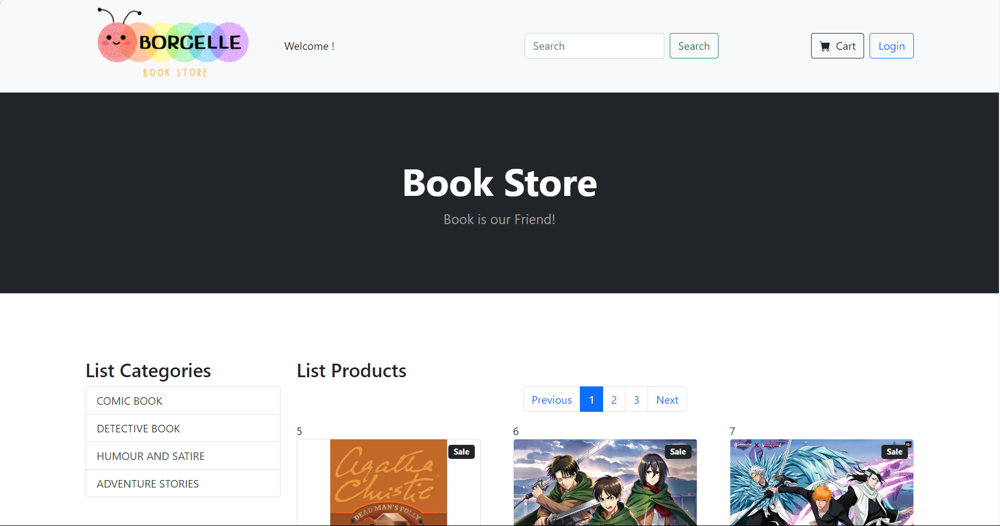 BORCELLE
BOOK STORE
Welcome !
Search
Search
Cart
Login
Book Store
Book is our Friend!
List Categories
COMIC BOOK
DETECTIVE BOOK
HUMOUR AND SATIRE
ADVENTURE STORIES
List Products
Previous 1 2 3 Next
5
Sale
Agatha
Christie
DEAD MAN'S FOLLY
6
Sale
7
Sale
18+